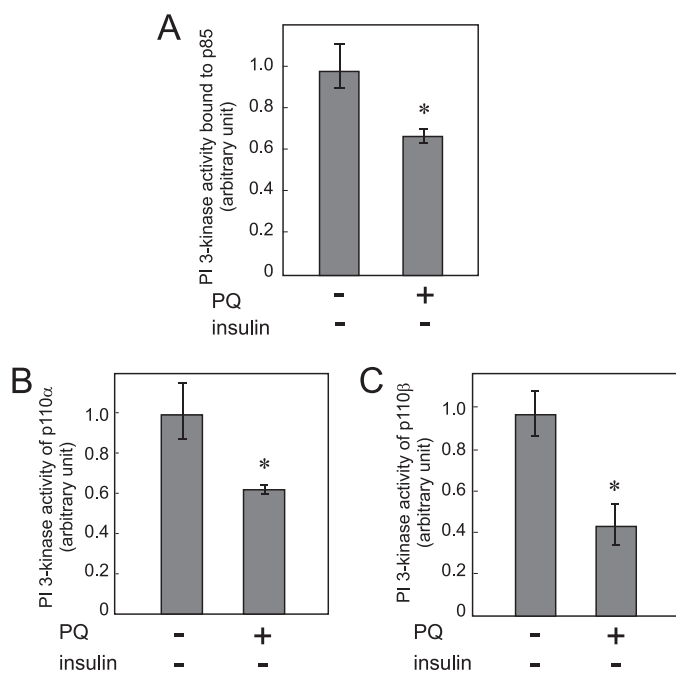 A
PI 3-kinase activity bound to p85
(arbitrary unit)
1.0
0.8
0.6
0.4
0.2
0
*
PQ - +
insulin - -
B
PI 3-kinase activity of p110α
(arbitrary unit)
1.0
0.8
0.6
0.4
0.2
0
*
PQ - +
insulin - -
C
PI 3-kinase activity of p110β
(arbitrary unit)
1.0
0.8
0.6
0.4
0.2
0
*
PQ - +
insulin - -